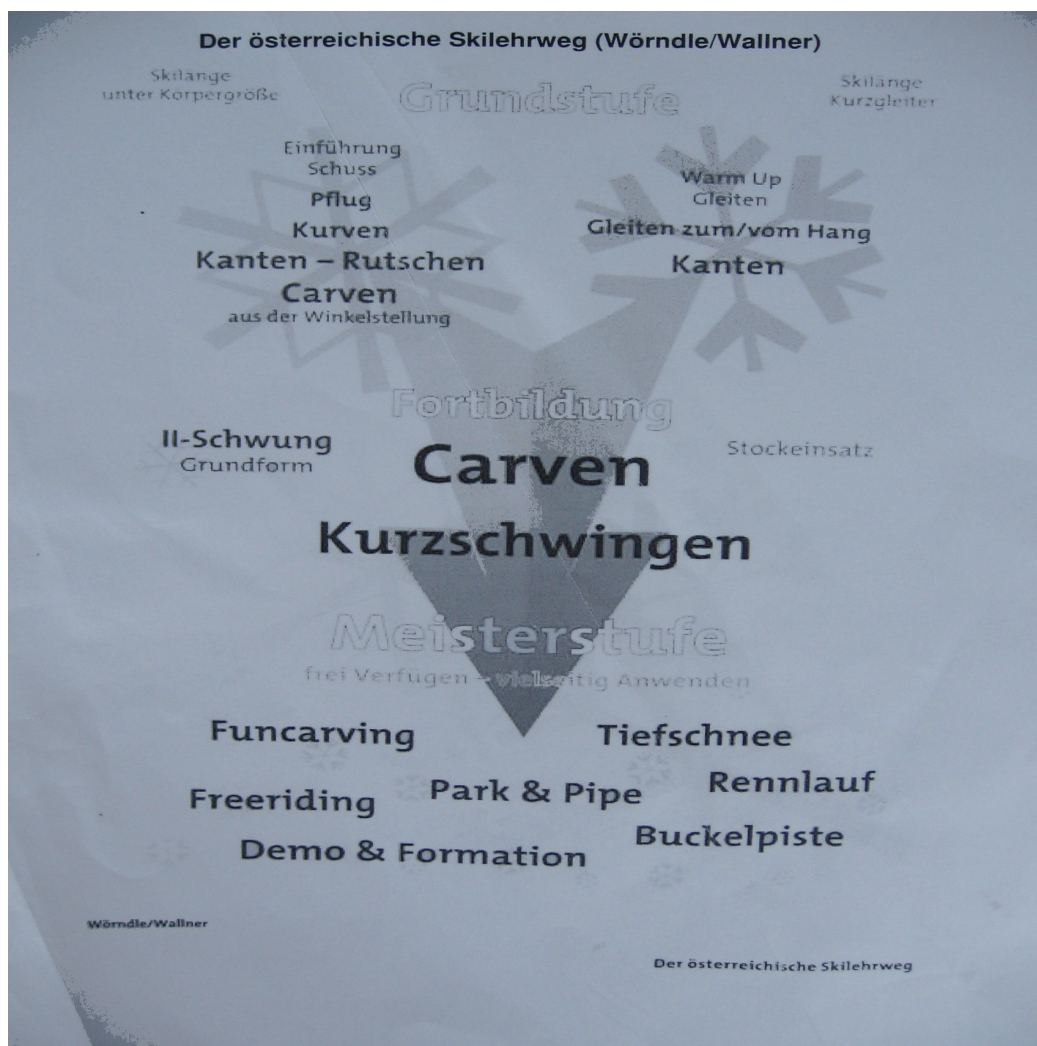 Der österreichische Skilehrweg (Wörndle/Wallner)
Skilänge
unter Korpergröße
Grundstufe
Skilänge
Kurzgleiter
Einführung
Schuss
Pflug
Kurven
Kanten – Rutschen
Carven
aus der Winkelstellung
Warm Up
Gleiten
Gleiten zum/vom Hang
Kanten
Fortbildung
II-Schwung
Grundform
Carven
Stockeinsatz
Kurzschwingen
Meisterstufe
frei Verfügen – vielseitig Anwenden
Funcarving
Tiefschnee
Freeriding
Park & Pipe
Rennlauf
Demo & Formation
Buckelpiste
Wörndle/Wallner
Der österreichische Skilehrweg